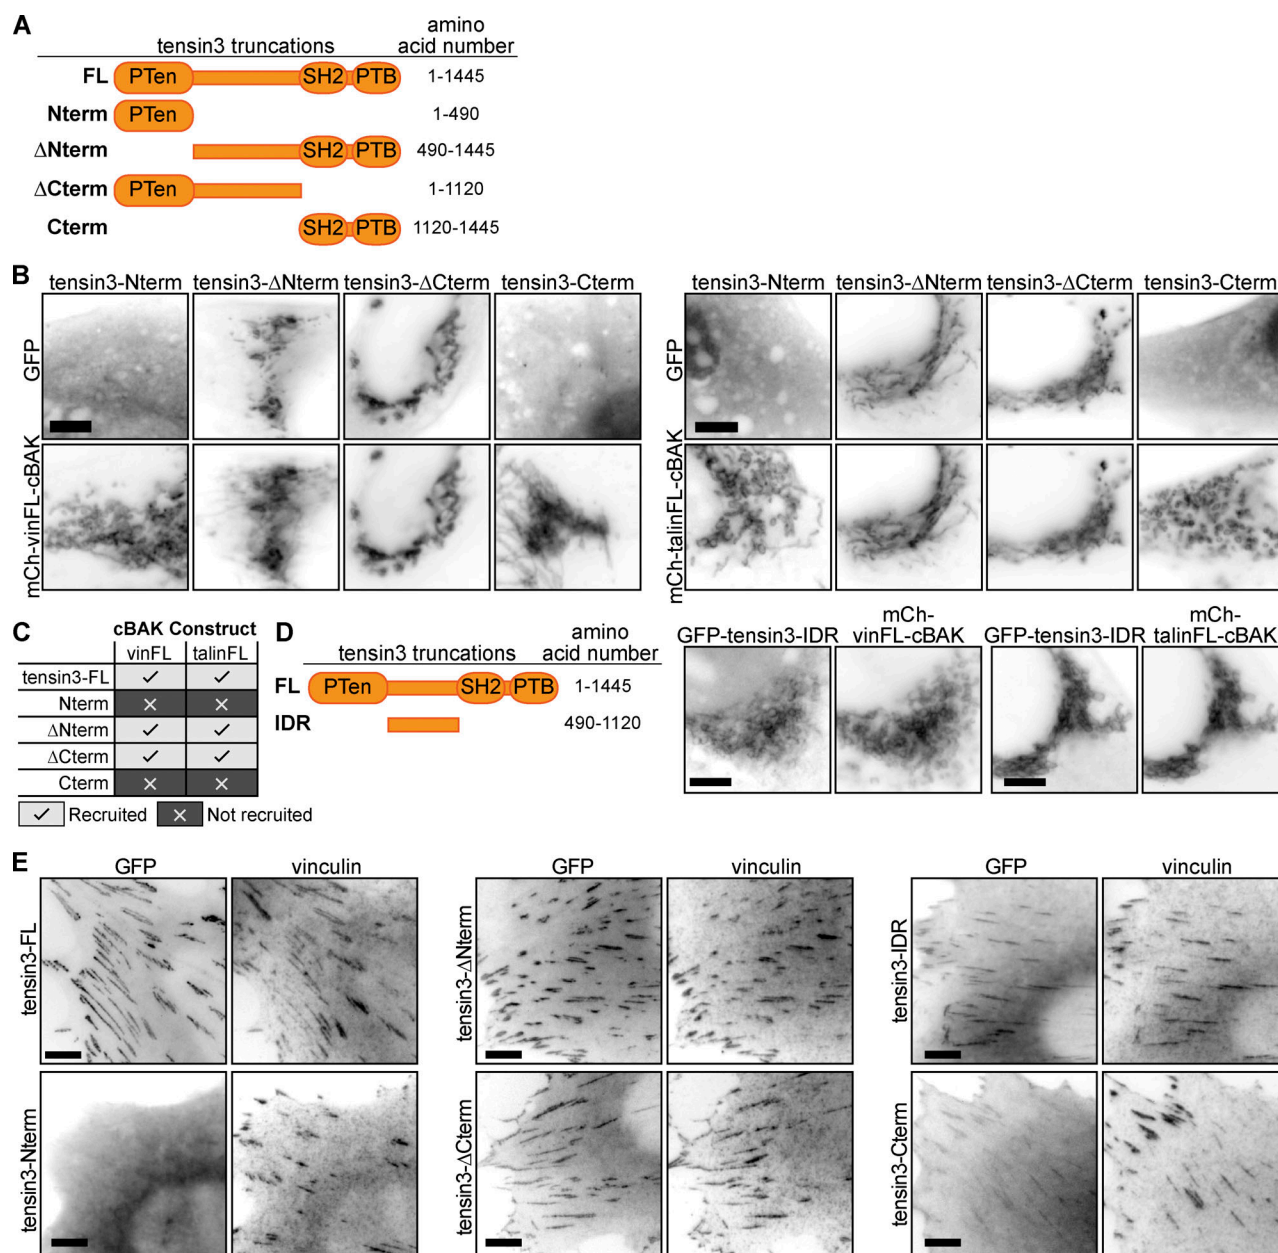 A
tensin3 truncations
amino
acid number
FL PTen SH2 PTB 1-1445
Nterm PTen 1-490
ΔNterm SH2 PTB 490-1445
ΔCterm PTen 1-1120
Cterm SH2 PTB 1120-1445
B
tensin3-Nterm tensin3-ΔNterm tensin3-ΔCterm tensin3-Cterm
GFP
mCh-vinFL-cBAK
tensin3-Nterm tensin3-ΔNterm tensin3-ΔCterm tensin3-Cterm
GFP
mCh-talinFL-cBAK
C
cBAK Construct
vinFL talinFL
tensin3-FL ✓ ✓
Nterm × ×
ΔNterm ✓ ✓
ΔCterm ✓ ✓
Cterm × ×
✓ Recruited × Not recruited
D
tensin3 truncations
amino
acid number
FL PTen SH2 PTB 1-1445
IDR 490-1120
GFP-tensin3-IDR
mCh-
vinFL-cBAK
GFP-tensin3-IDR
mCh-
talinFL-cBAK
E
GFP vinculin
tensin3-FL
tensin3-Nterm
GFP vinculin
tensin3-ΔNterm
tensin3-ΔCterm
GFP vinculin
tensin3-IDR
tensin3-Cterm